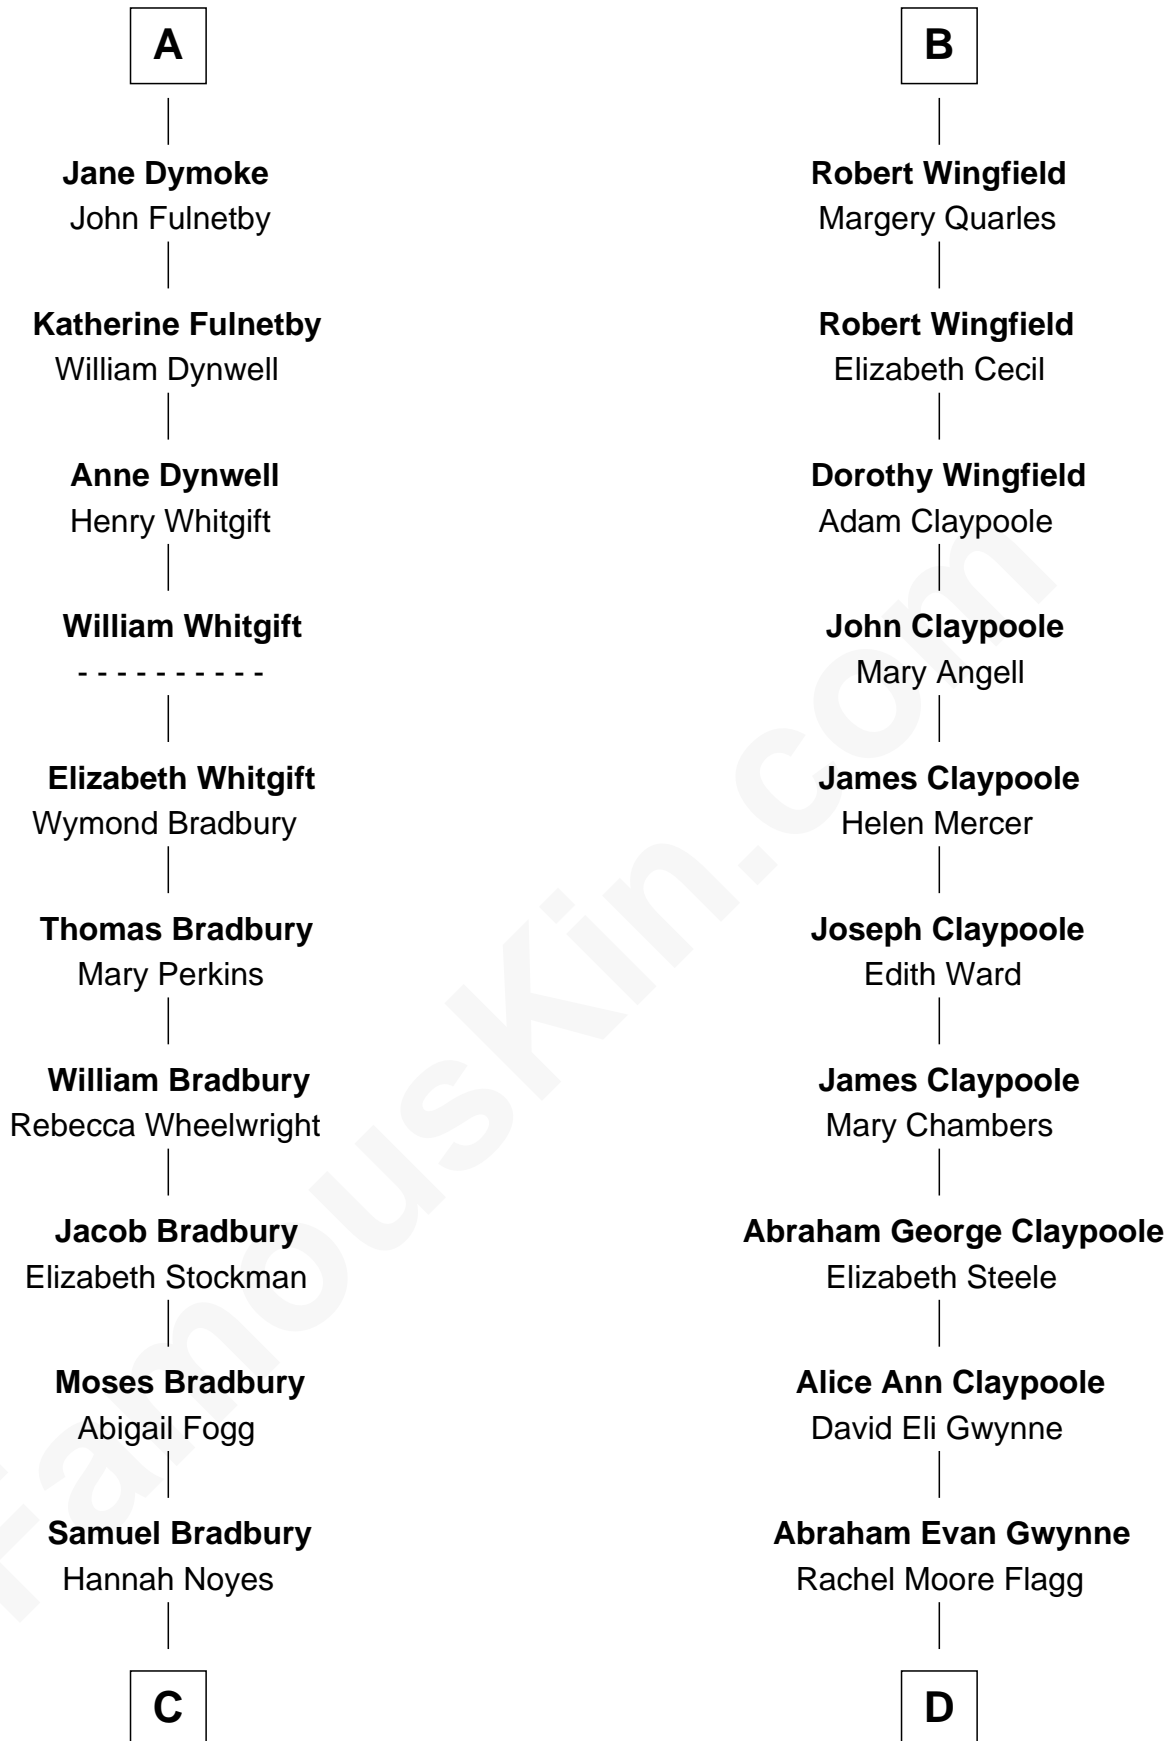 A
Jane Dymoke
John Fulnetby
Katherine Fulnetby
William Dynwell
Anne Dynwell
Henry Whitgift
William Whitgift
- - - - - - - - - -
Elizabeth Whitgift
Wymond Bradbury
Thomas Bradbury
Mary Perkins
William Bradbury
Rebecca Wheelwright
Jacob Bradbury
Elizabeth Stockman
Moses Bradbury
Abigail Fogg
Samuel Bradbury
Hannah Noyes
C
B
Robert Wingfield
Margery Quarles
Robert Wingfield
Elizabeth Cecil
Dorothy Wingfield
Adam Claypoole
John Claypoole
Mary Angell
James Claypoole
Helen Mercer
Joseph Claypoole
Edith Ward
James Claypoole
Mary Chambers
Abraham George Claypoole
Elizabeth Steele
Alice Ann Claypoole
David Eli Gwynne
Abraham Evan Gwynne
Rachel Moore Flagg
D
FamousKin.com